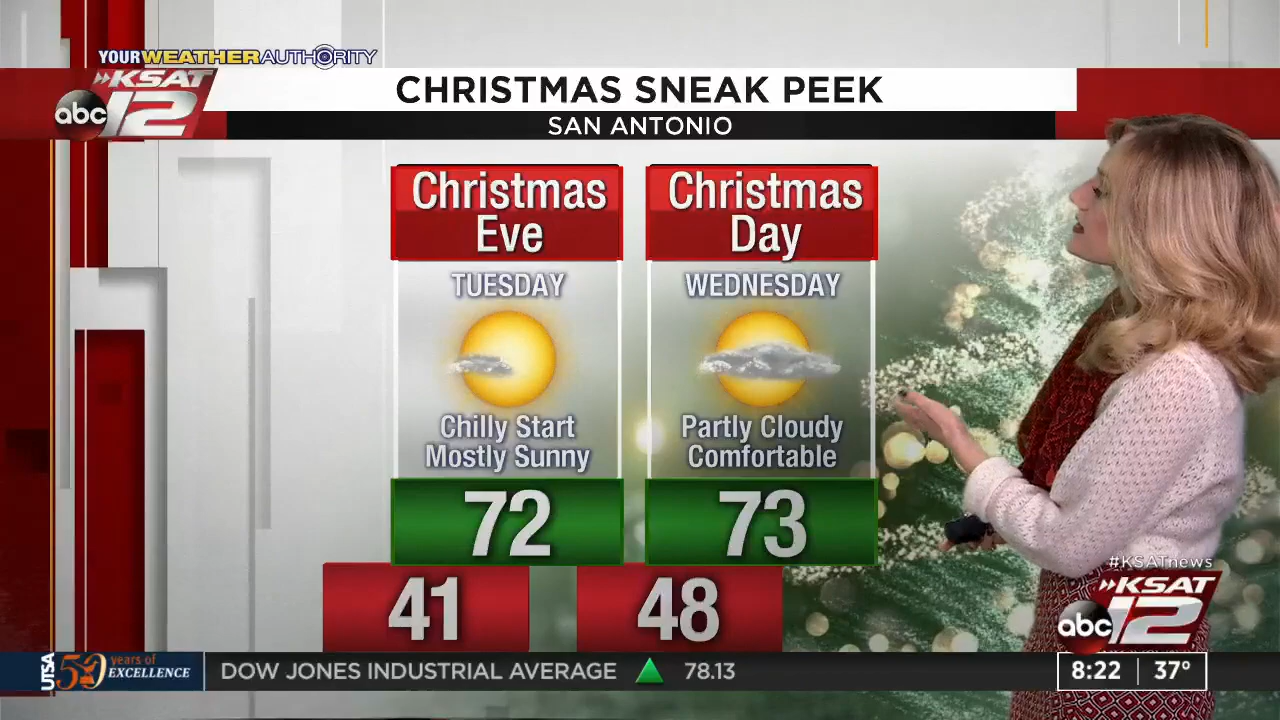 YOUR WEATHER AUTHORITY
KSAT
abc 12
CHRISTMAS SNEAK PEEK
SAN ANTONIO
Christmas Eve
TUESDAY
Chilly Start
Mostly Sunny
72
41
Christmas Day
WEDNESDAY
Partly Cloudy
Comfortable
73
48
#KSATnews
KSAT
abc 12
UTSA 50 years of EXCELLENCE
DOW JONES INDUSTRIAL AVERAGE 78.13
8:22 37°